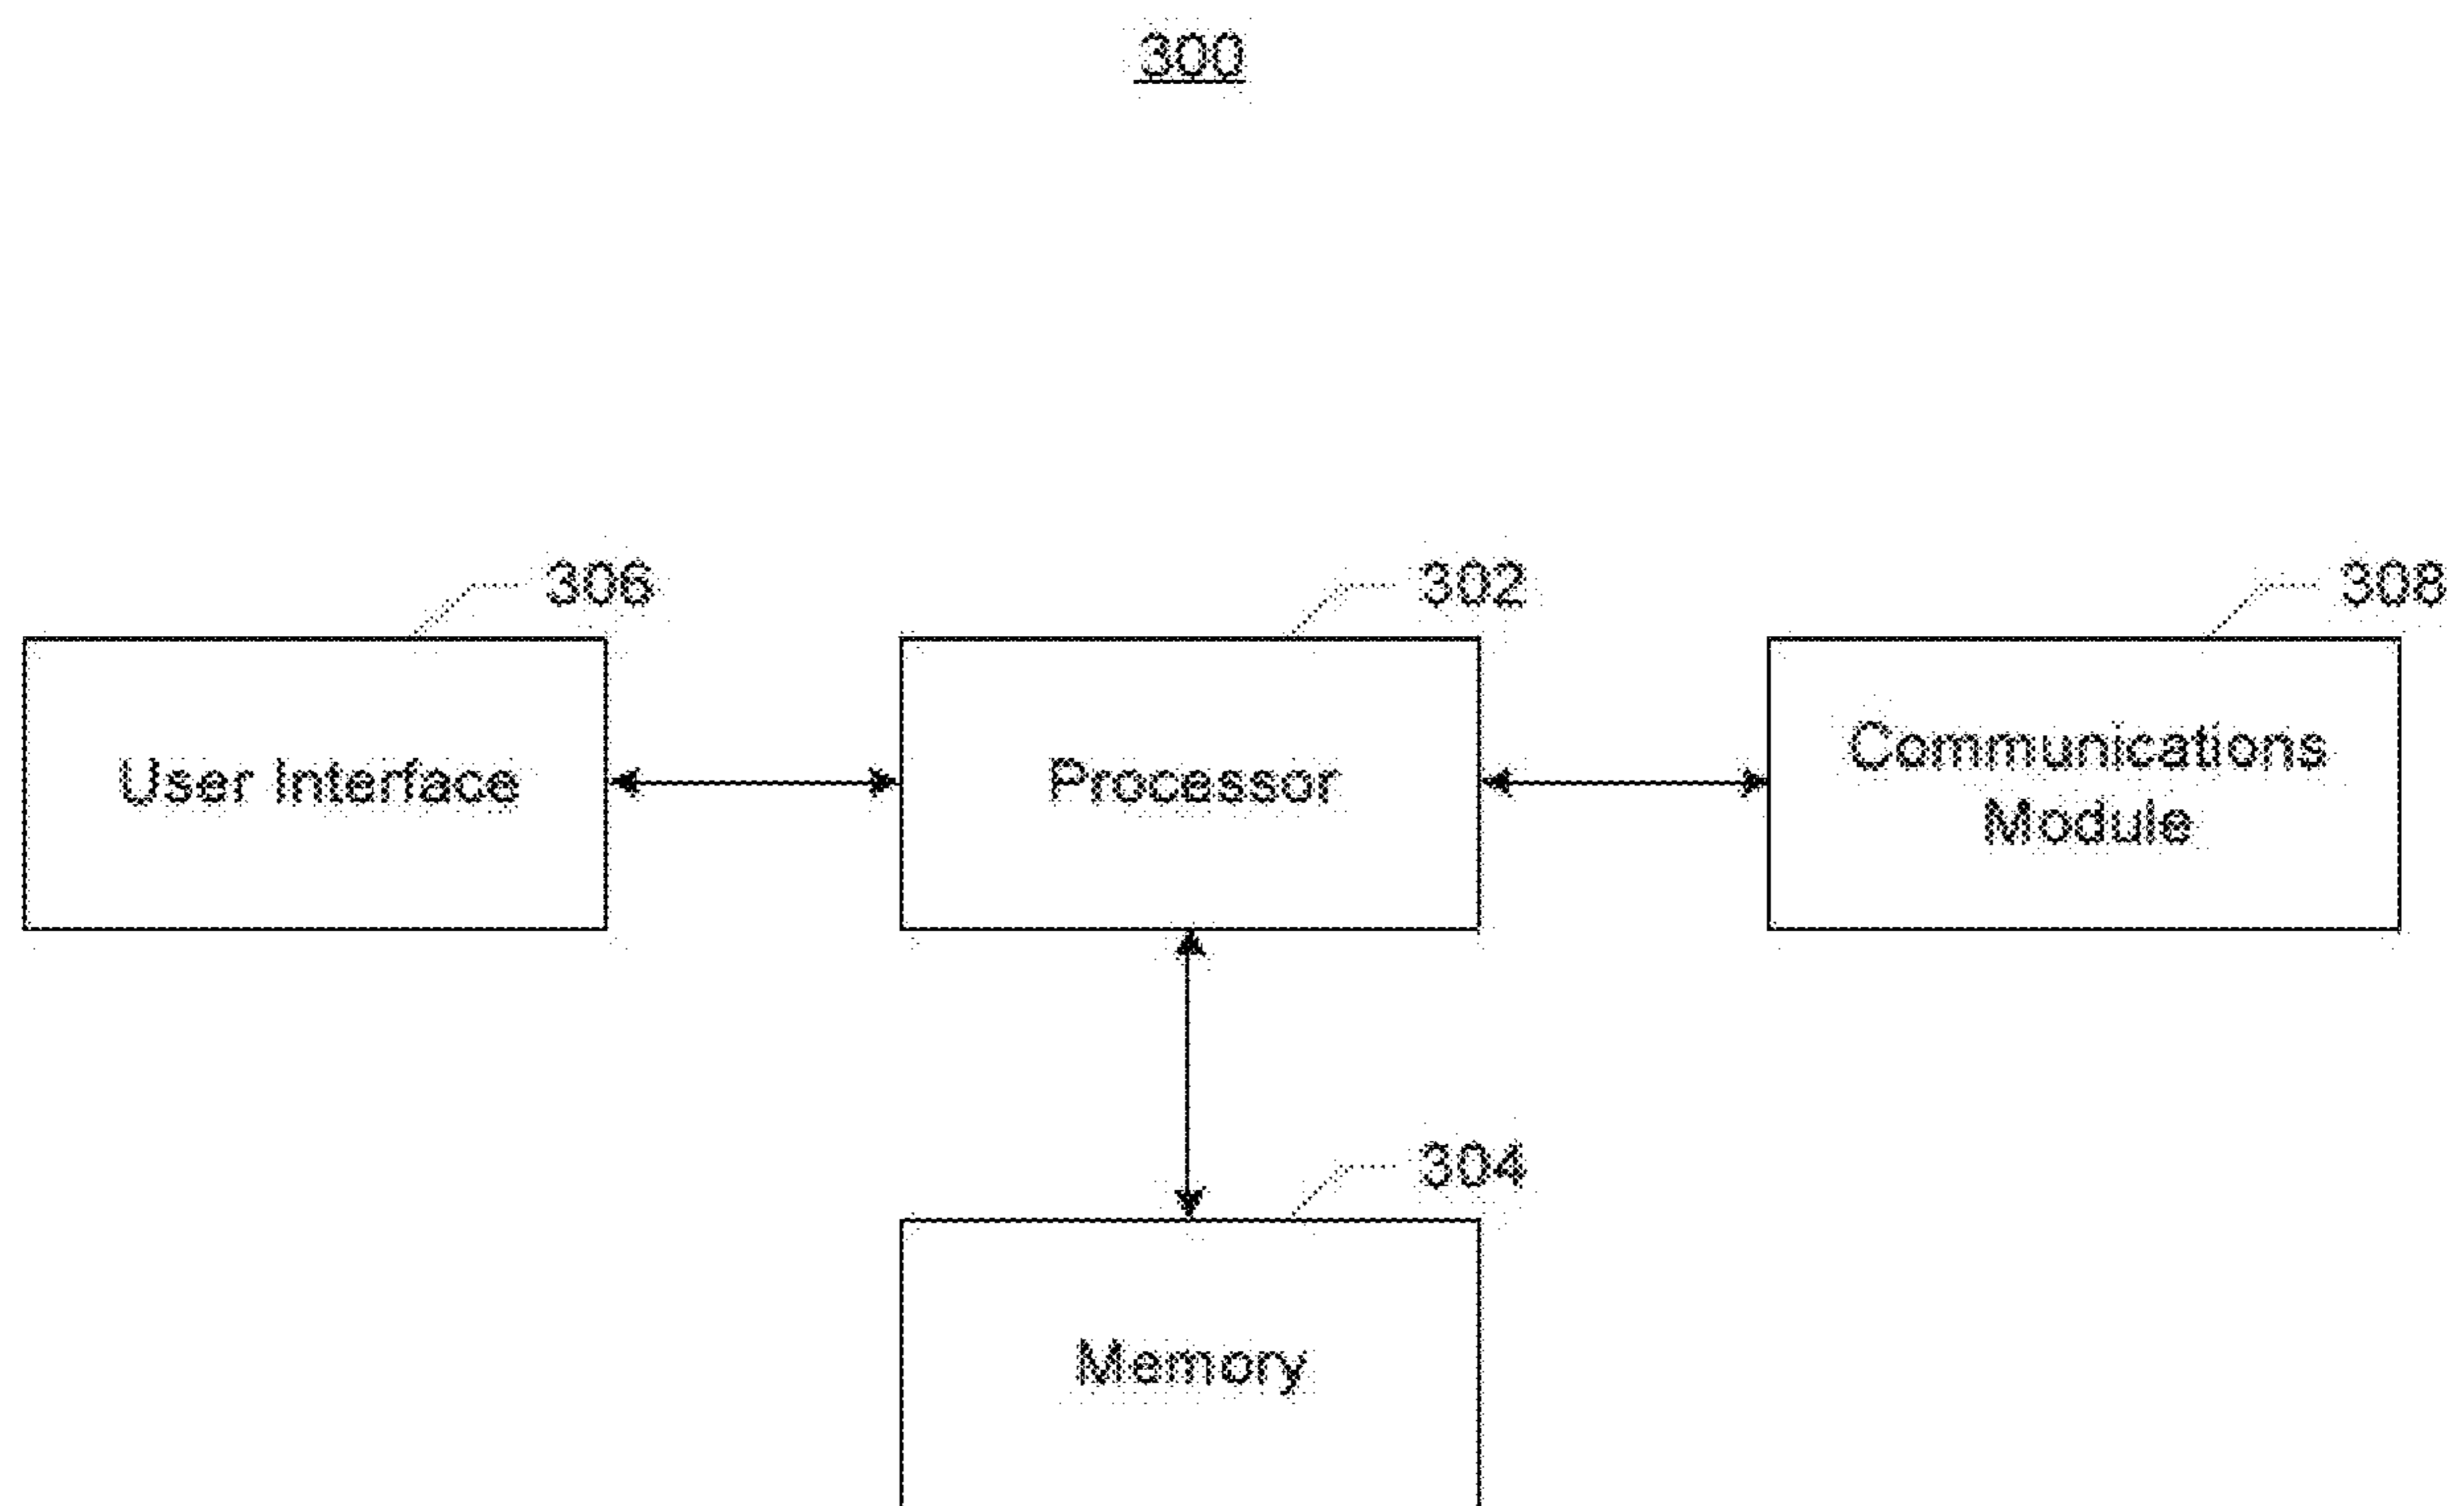 300
306
302
308
User Interface
Processor
Communications
Module
304
Memory